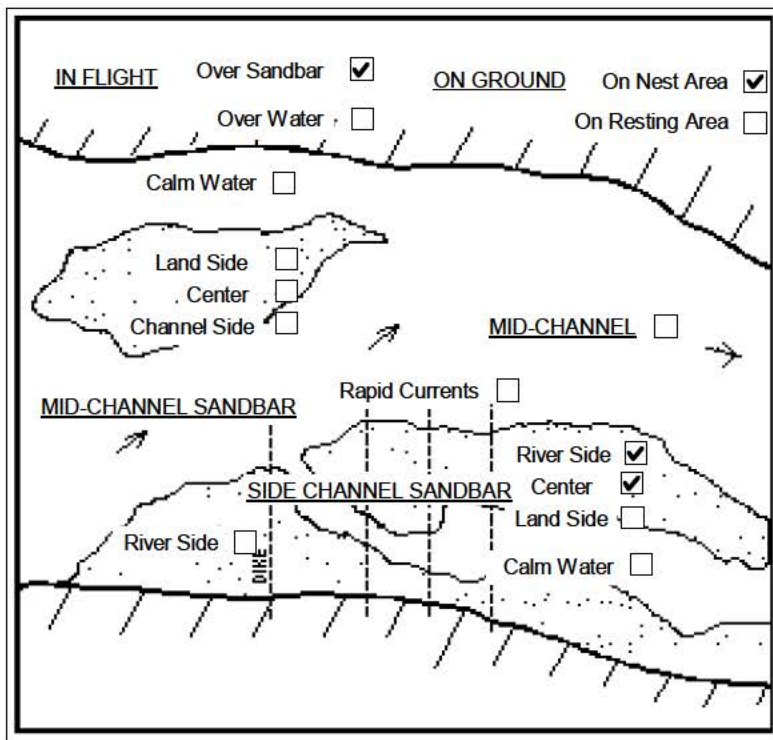 IN FLIGHT Over Sandbar ON GROUND On Nest Area
Over Water On Resting Area
Calm Water
Land Side
Center
Channel Side
MID-CHANNEL
Rapid Currents
MID-CHANNEL SANDBAR
River Side
SIDE CHANNEL SANDBAR Center
Land Side
River Side
DIKE
Calm Water